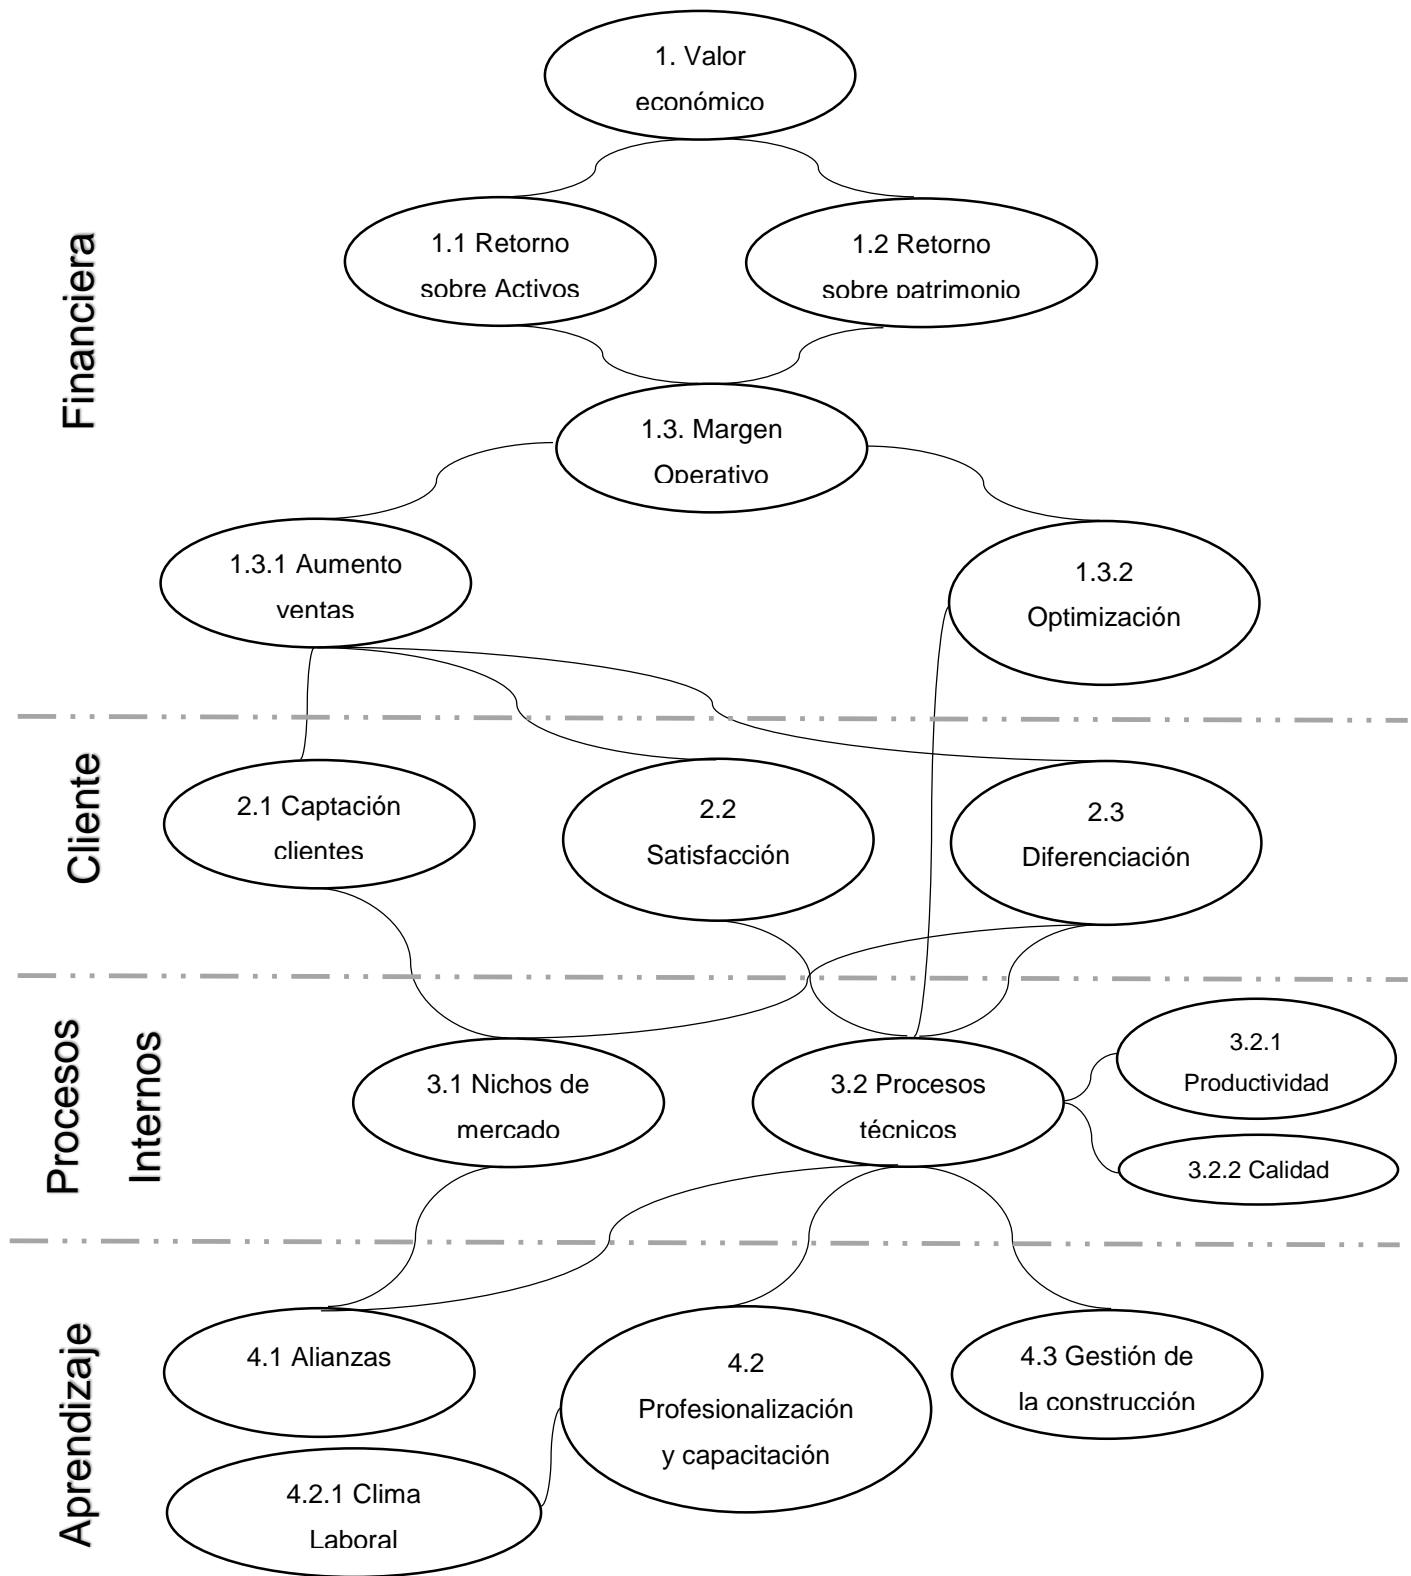 1. Valor
económico
Financiera
1.1 Retorno
sobre Activos
1.2 Retorno
sobre patrimonio
1.3. Margen
Operativo
1.3.1 Aumento
ventas
1.3.2
Optimización
Cliente
2.1 Captación
clientes
2.2
Satisfacción
2.3
Diferenciación
Procesos
Internos
3.1 Nichos de
mercado
3.2 Procesos
técnicos
3.2.1
Productividad
3.2.2 Calidad
Aprendizaje
4.1 Alianzas
4.2
Profesionalización
y capacitación
4.3 Gestión de
la construcción
4.2.1 Clima
Laboral